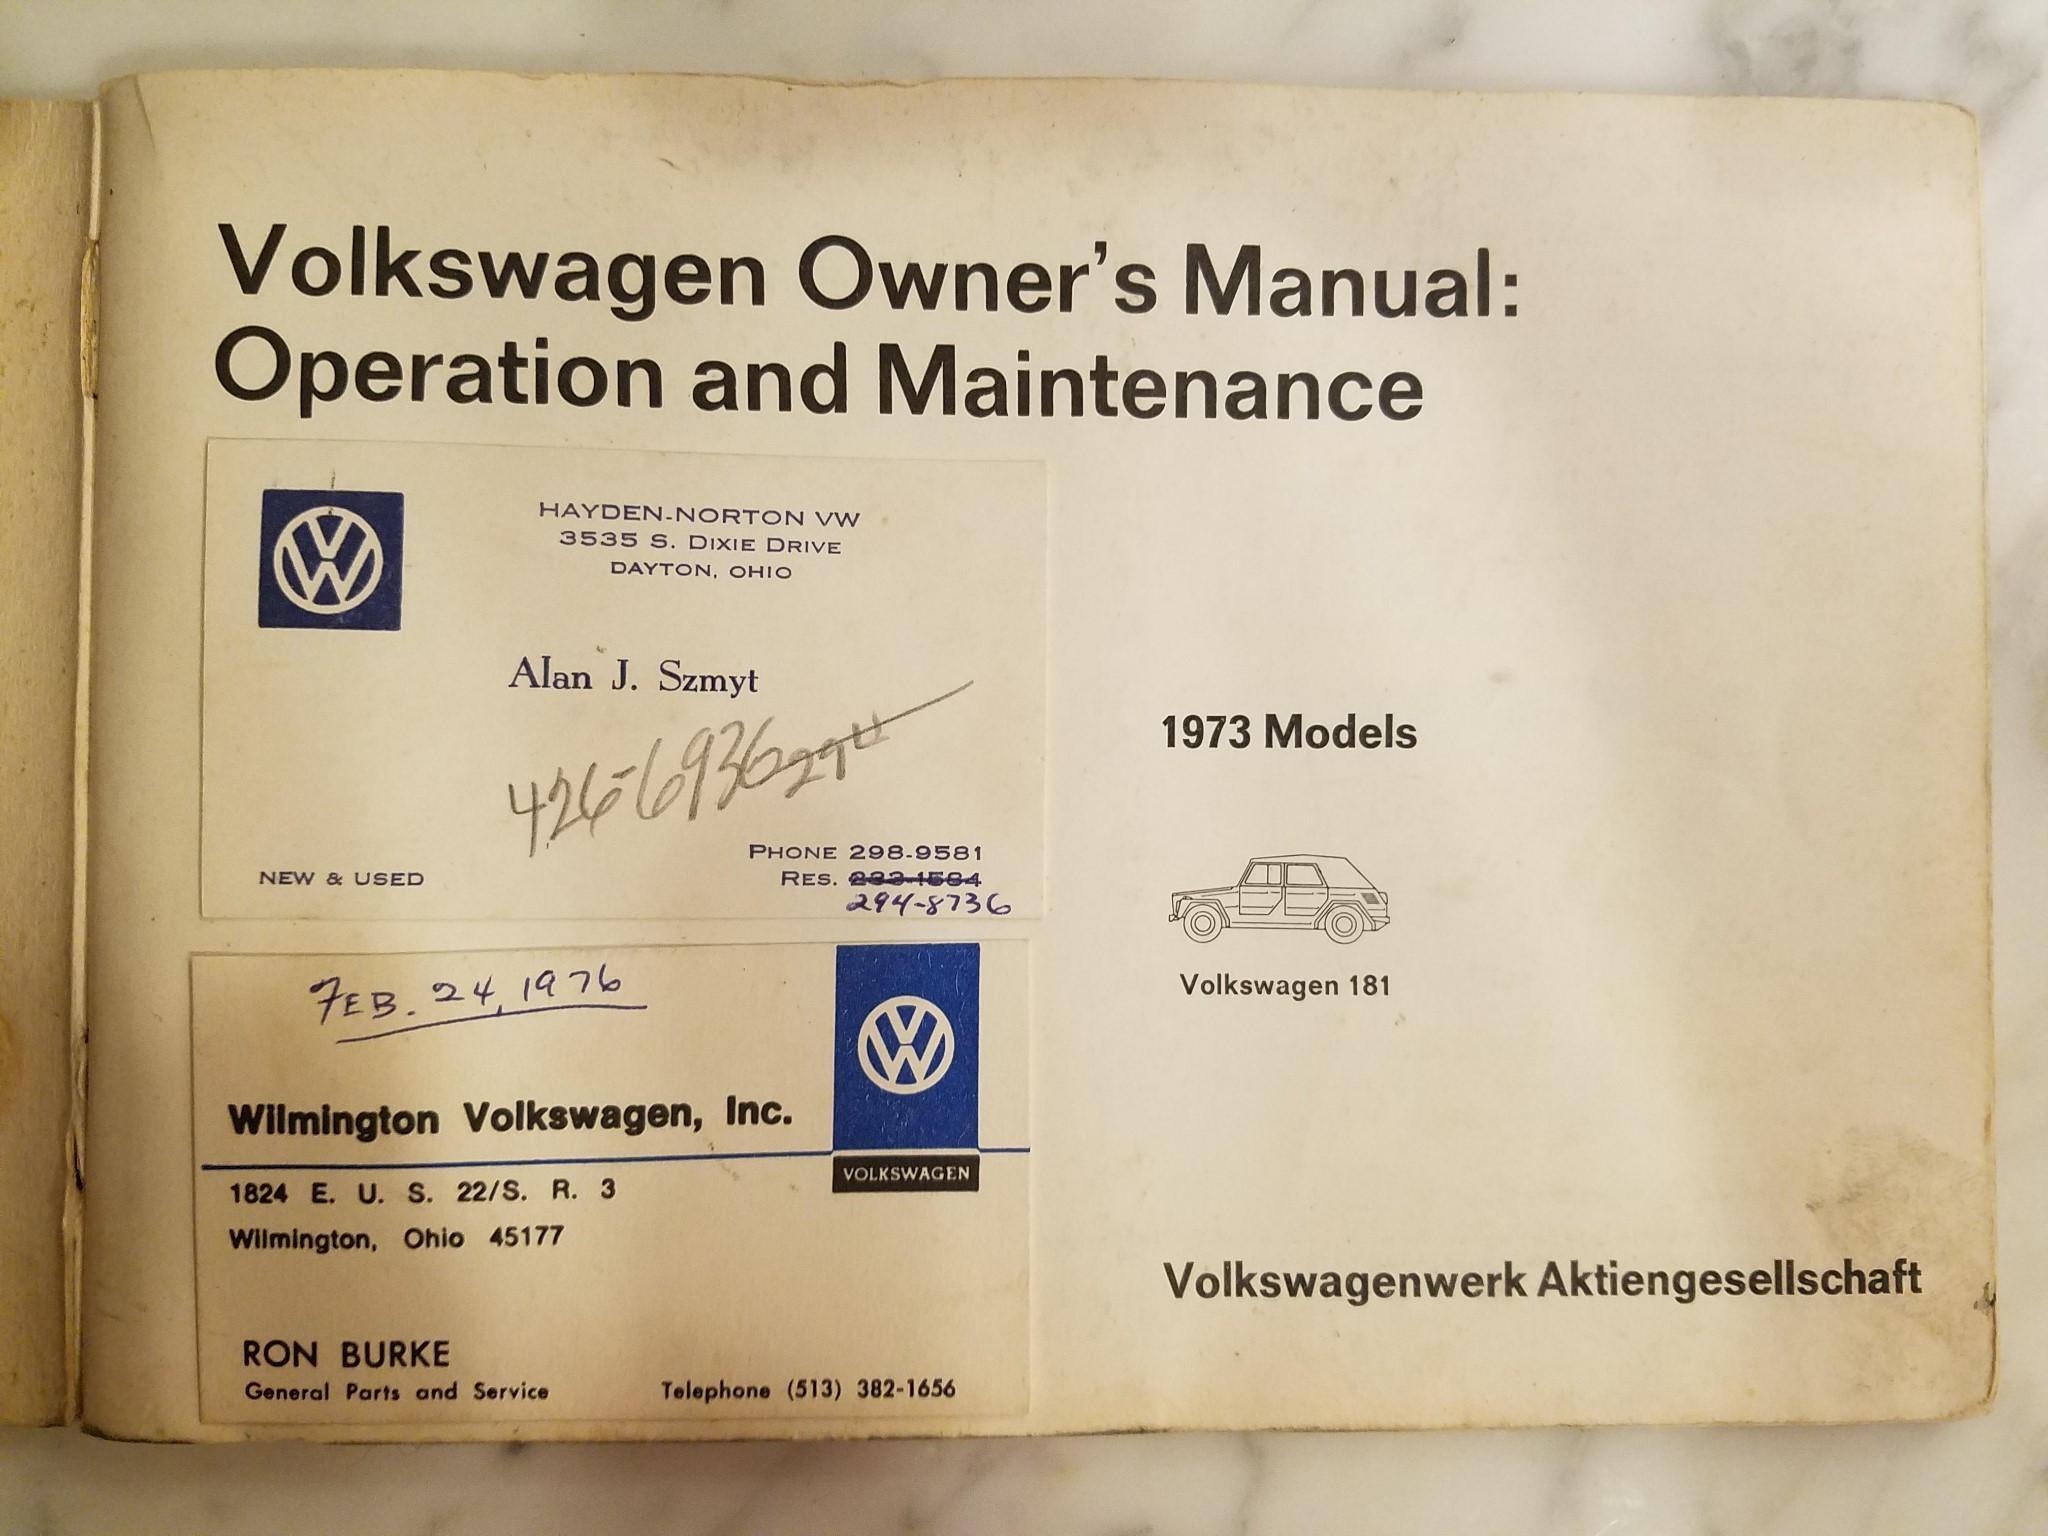 Volkswagen Owner's Manual:
Operation and Maintenance
HAYDEN-NORTON VW
3535 S. DIXIE DRIVE
DAYTON, OHIO
Alan J. Szmyt
426-6936
PHONE 298-9581
NEW & USED
RES. 233-1584
294-8736
FEB. 24, 1976
Wilmington Volkswagen, Inc.
VOLKSWAGEN
1824 E. U. S. 22/S. R. 3
Wilmington, Ohio 45177
RON BURKE
General Parts and Service
Telephone (513) 382-1656
1973 Models
Volkswagen 181
Volkswagenwerk Aktiengesellschaft